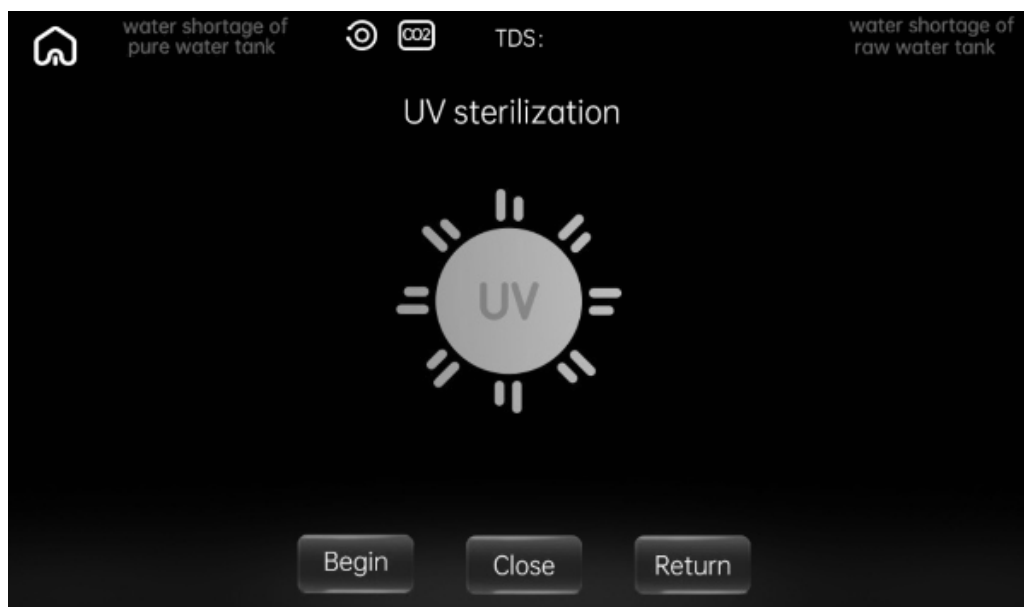 water shortage of
pure water tank
CO2
TDS:
water shortage of
raw water tank
UV sterilization
UV
Begin
Close
Return